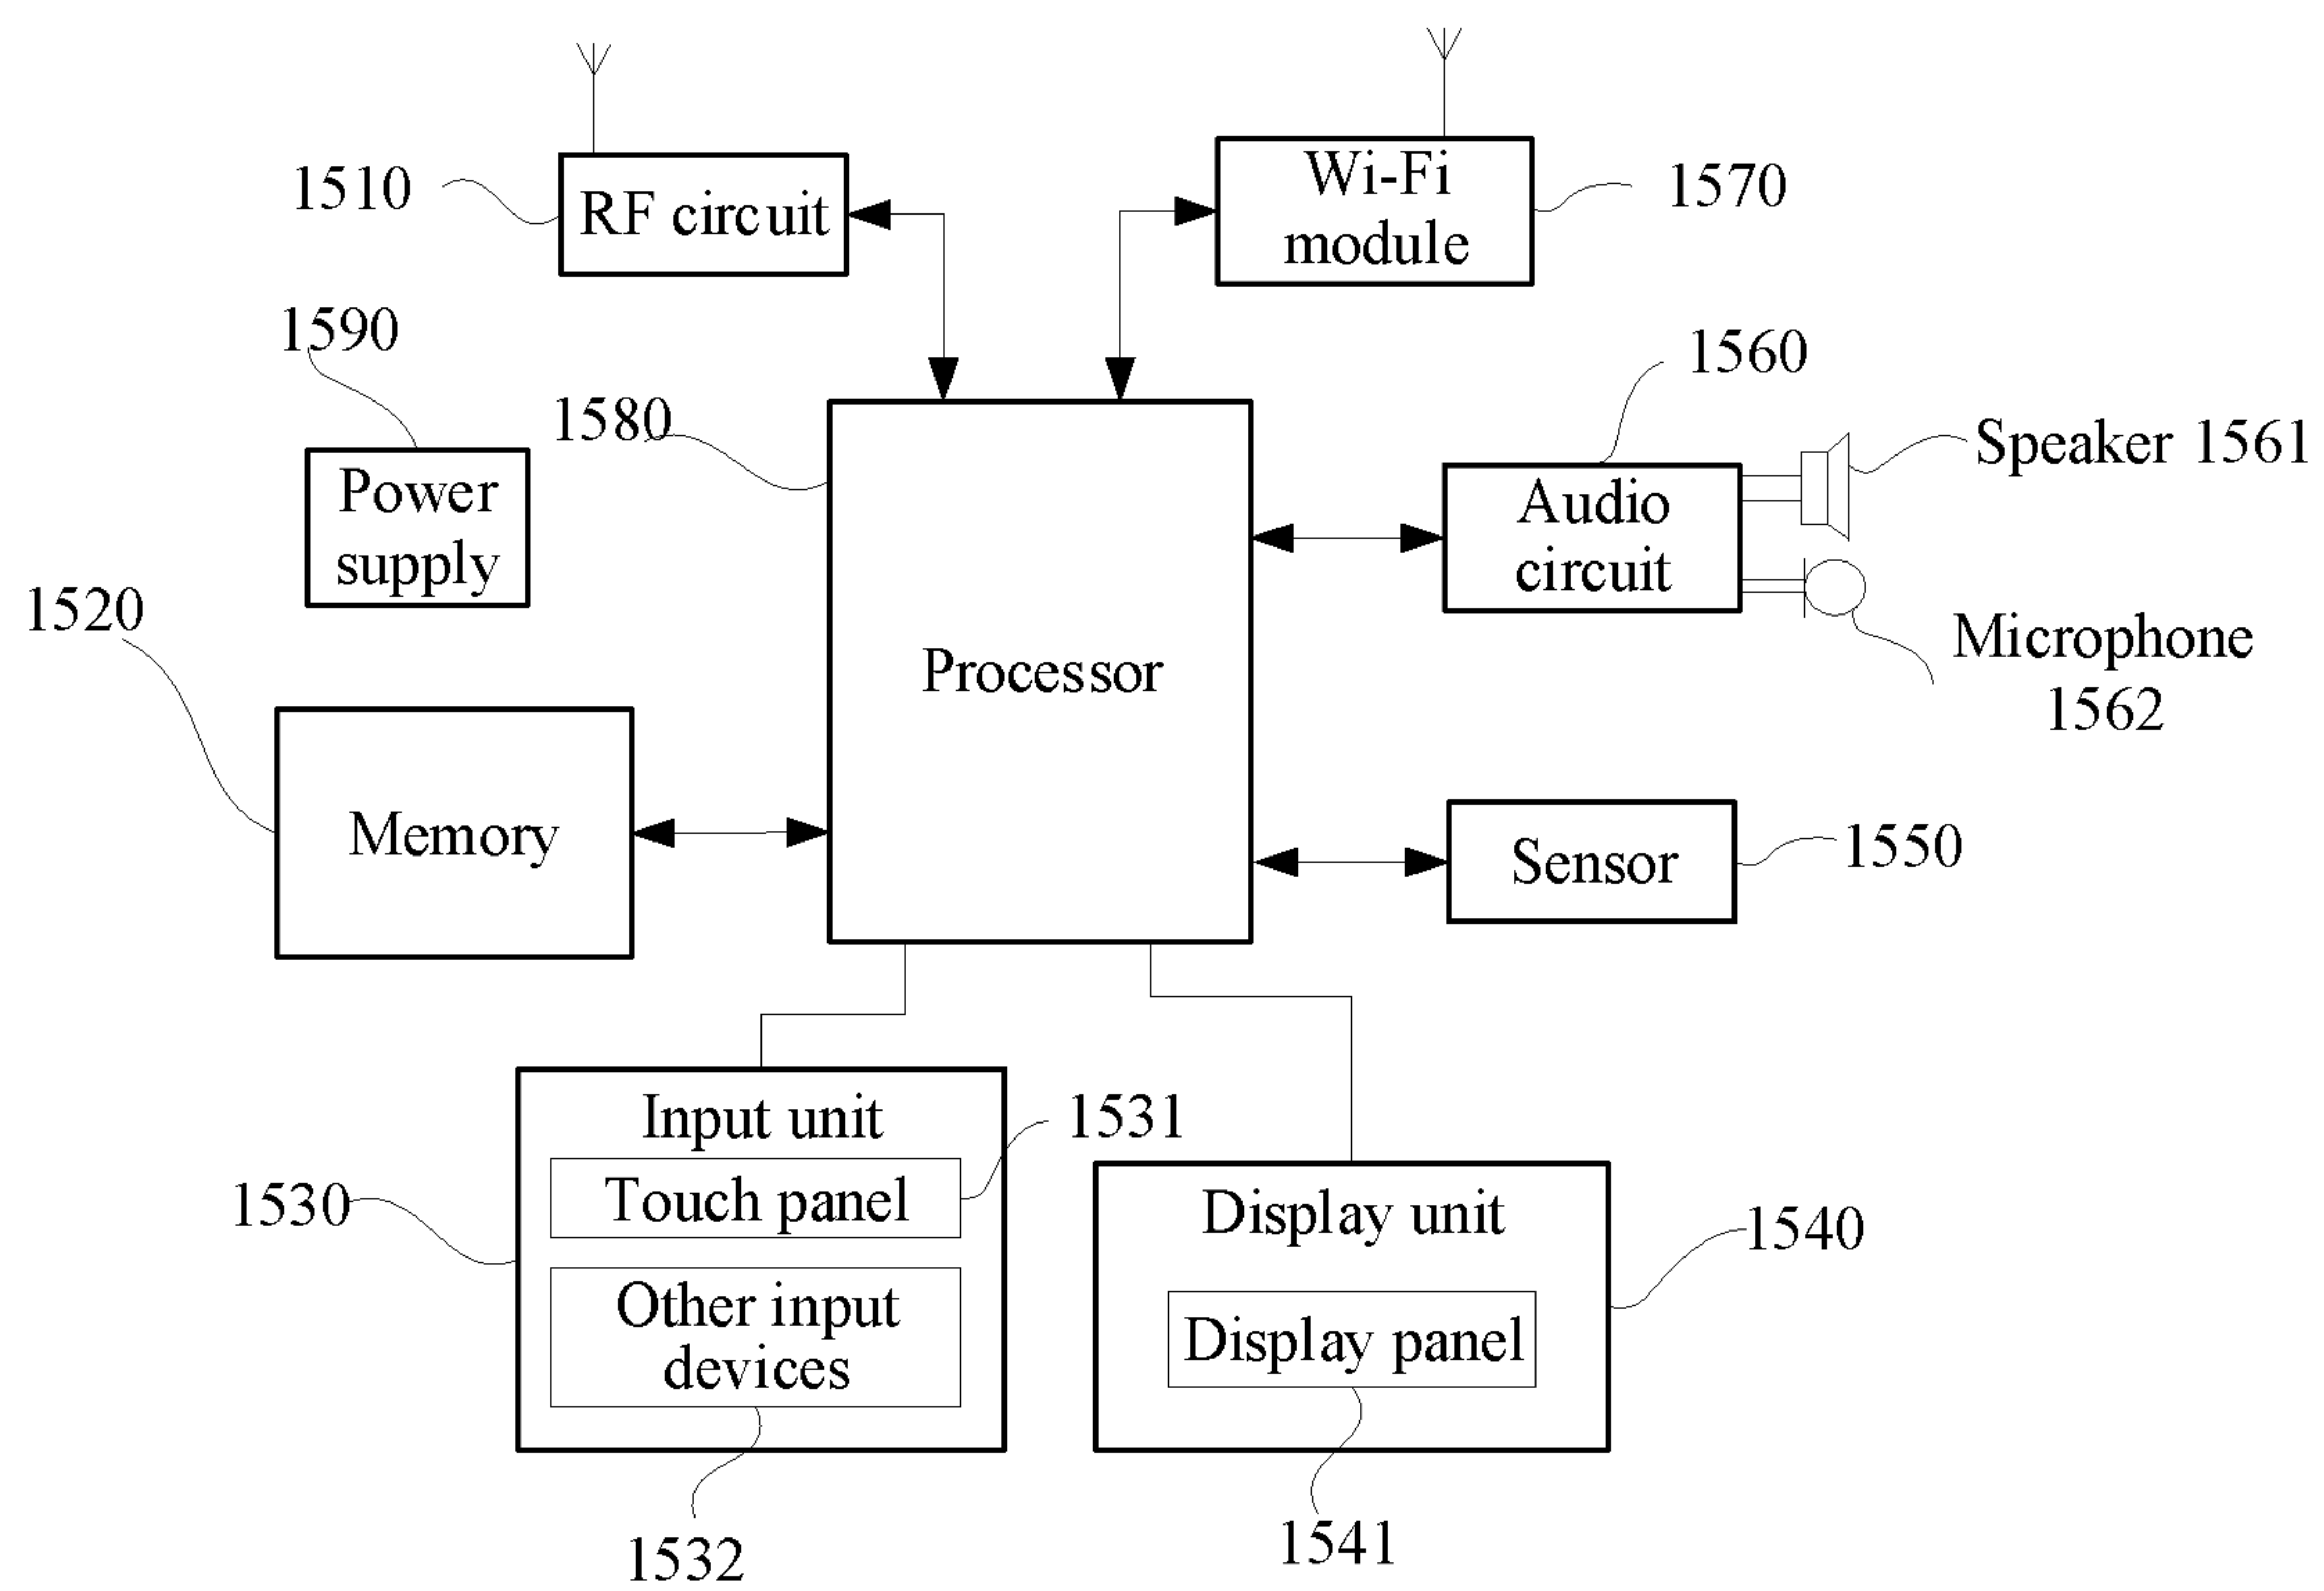 1510
RF circuit
Wi-Fi
module
1570
1590
1580
1560
Power
supply
Audio
circuit
Speaker 1561
1520
Processor
Microphone
1562
Memory
Sensor
1550
Input unit
1531
Touch panel
1530
Other input
devices
1532
Display unit
1540
Display panel
1541